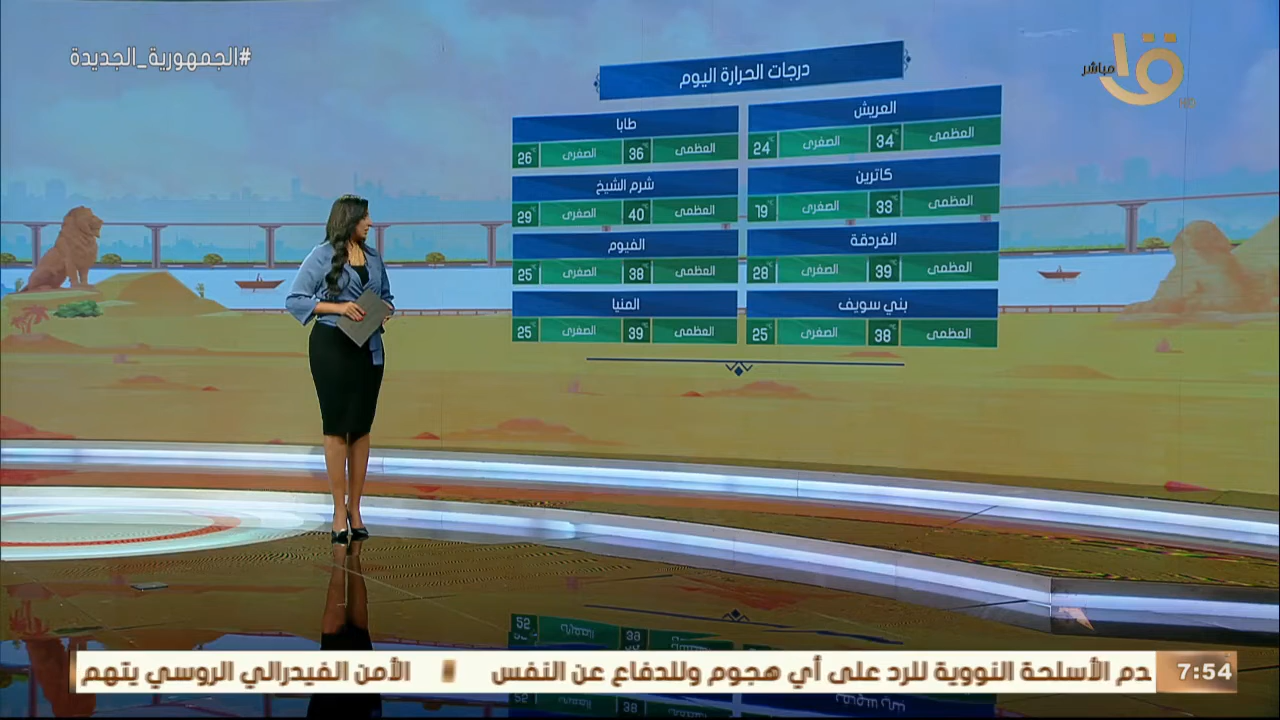 #الجمهورية_الجديدة
مباشر
درجات الحرارة اليوم
العريش
العظمى 34 الصغرى 24
طابا
العظمى 36 الصغرى 26
كاترين
العظمى 33 الصغرى 19
شرم الشيخ
العظمى 40 الصغرى 29
الغردقة
العظمى 39 الصغرى 28
الفيوم
العظمى 38 الصغرى 25
بني سويف
العظمى 38 الصغرى 25
المنيا
العظمى 39 الصغرى 25
7:54 دم الأسلحة النووية للرد على أي هجوم وللدفاع عن النفس الأمن الفيدرالي الروسي يتهم